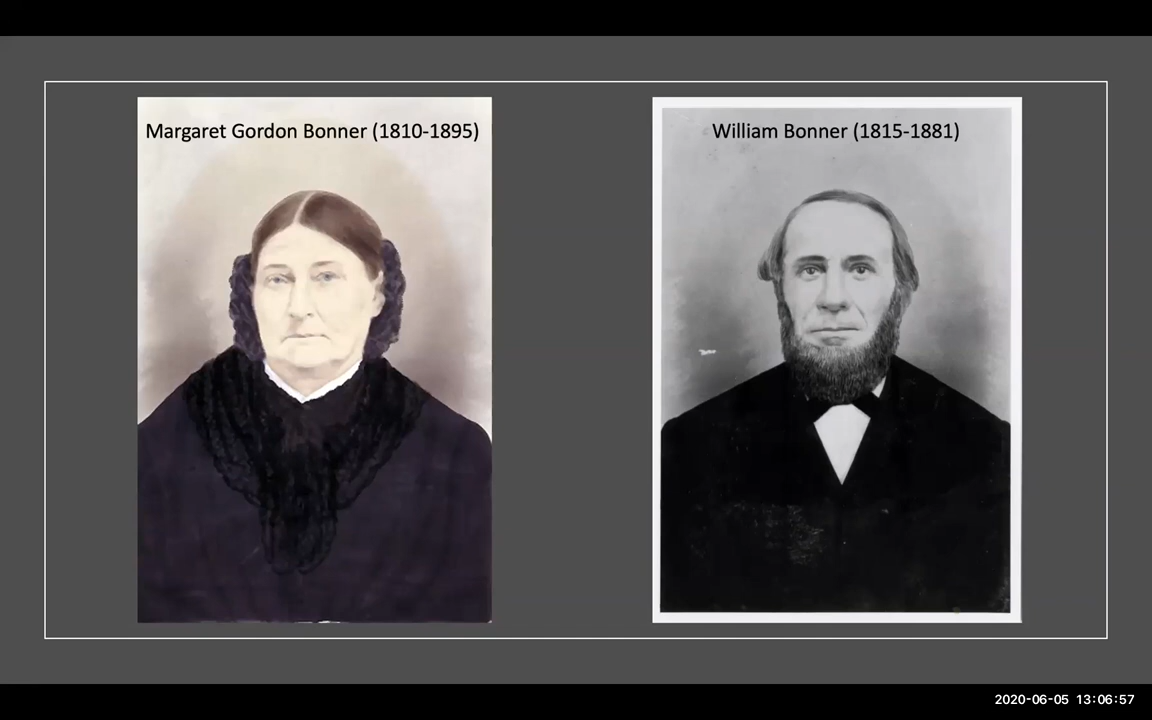 Margaret Gordon Bonner (1810-1895)
William Bonner (1815-1881)
2020-06-05 13:06:57